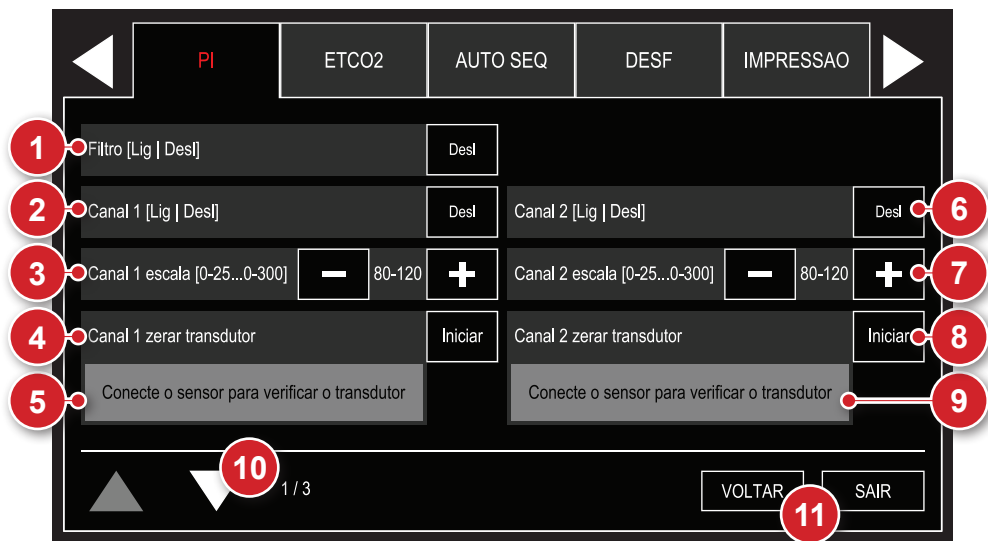 PI ETCO2 AUTO SEQ DESF IMPRESSAO
1 Filtro [Lig | Desl] Desl
2 Canal 1 [Lig | Desl] Desl Canal 2 [Lig | Desl] Desl 6
3 Canal 1 escala [0-25...0-300] − 80-120 + Canal 2 escala [0-25...0-300] − 80-120 + 7
4 Canal 1 zerar transdutor Iniciar Canal 2 zerar transdutor Iniciar 8
5 Conecte o sensor para verificar o transdutor Conecte o sensor para verificar o transdutor 9
10 1 / 3 VOLTAR 11 SAIR